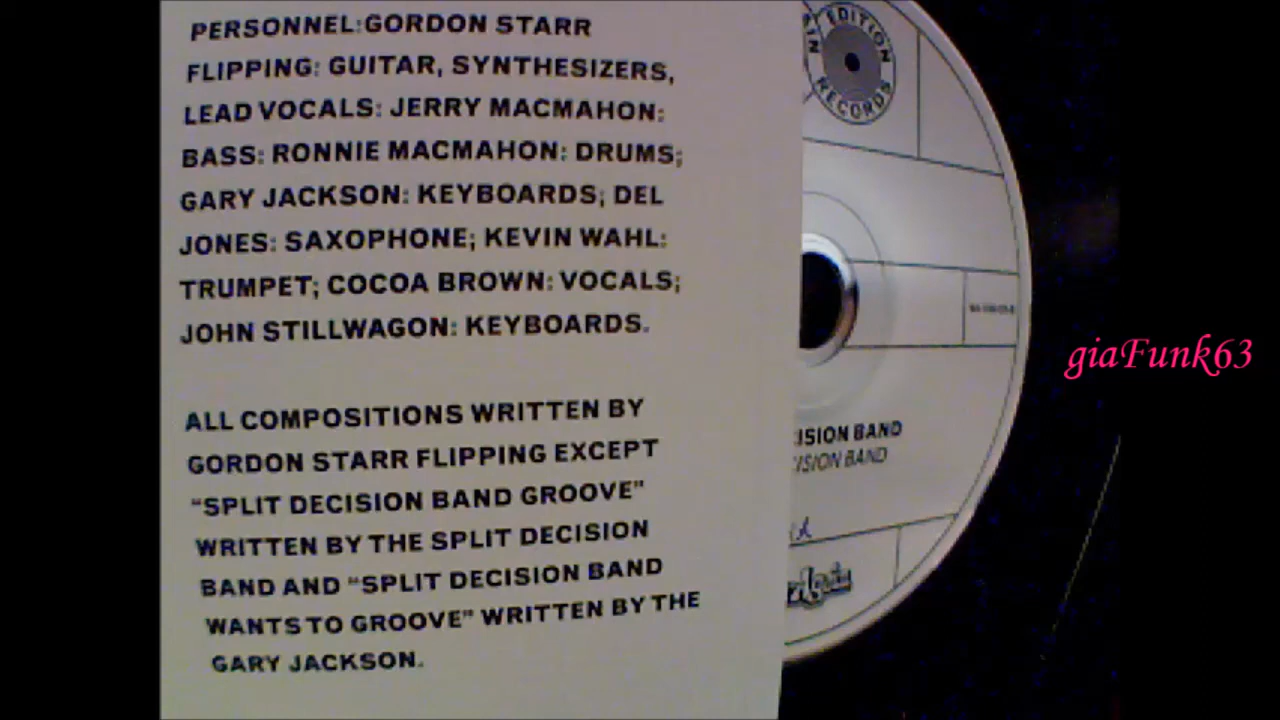 PERSONNEL: GORDON STARR
FLIPPING: GUITAR, SYNTHESIZERS,
LEAD VOCALS: JERRY MACMAHON:
BASS: RONNIE MACMAHON: DRUMS;
GARY JACKSON: KEYBOARDS; DEL
JONES: SAXOPHONE; KEVIN WAHL:
TRUMPET; COCOA BROWN: VOCALS;
JOHN STILLWAGON: KEYBOARDS.
ALL COMPOSITIONS WRITTEN BY
GORDON STARR FLIPPING EXCEPT
“SPLIT DECISION BAND GROOVE”
WRITTEN BY THE SPLIT DECISION
BAND AND “SPLIT DECISION BAND
WANTS TO GROOVE” WRITTEN BY THE
GARY JACKSON.
EDITION
RECORDS
CISION BAND
CISION BAND
giaFunk63